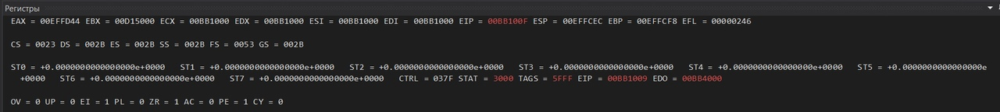 Регистры
EAX = 00EFFD44 EBX = 00D15000 ECX = 00BB1000 EDX = 00BB1000 ESI = 00BB1000 EDI = 00BB1000 EIP = 00BB100F ESP = 00EFFCEC EBP = 00EFFCF8 EFL = 00000246
CS = 0023 DS = 002B ES = 002B SS = 002B FS = 0053 GS = 002B
ST0 = +0.0000000000000000e+0000 ST1 = +0.0000000000000000e+0000 ST2 = +0.0000000000000000e+0000 ST3 = +0.0000000000000000e+0000 ST4 = +0.0000000000000000e+0000 ST5 = +0.0000000000000000e
+0000 ST6 = +0.0000000000000000e+0000 ST7 = +0.0000000000000000e+0000 CTRL = 037F STAT = 3000 TAGS = 5FFF EIP = 00BB1009 EDO = 00BB4000
OV = 0 UP = 0 EI = 1 PL = 0 ZR = 1 AC = 0 PE = 1 CY = 0